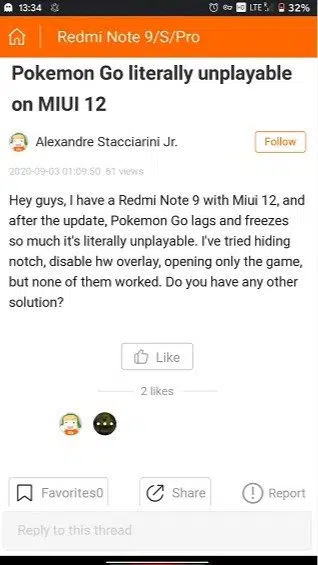 13:34 LTE 32%
Redmi Note 9/S/Pro
Pokemon Go literally unplayable
on MIUI 12
Alexandre Stacciarini Jr.
Follow
2020-09-03 01:09:50 61 views
Hey guys, I have a Redmi Note 9 with Miui 12, and
after the update, Pokemon Go lags and freezes
so much it's literally unplayable. I've tried hiding
notch, disable hw overlay, opening only the game,
but none of them worked. Do you have any other
solution?
Like
2 likes
Favorites0
Share
Report
Reply to this thread